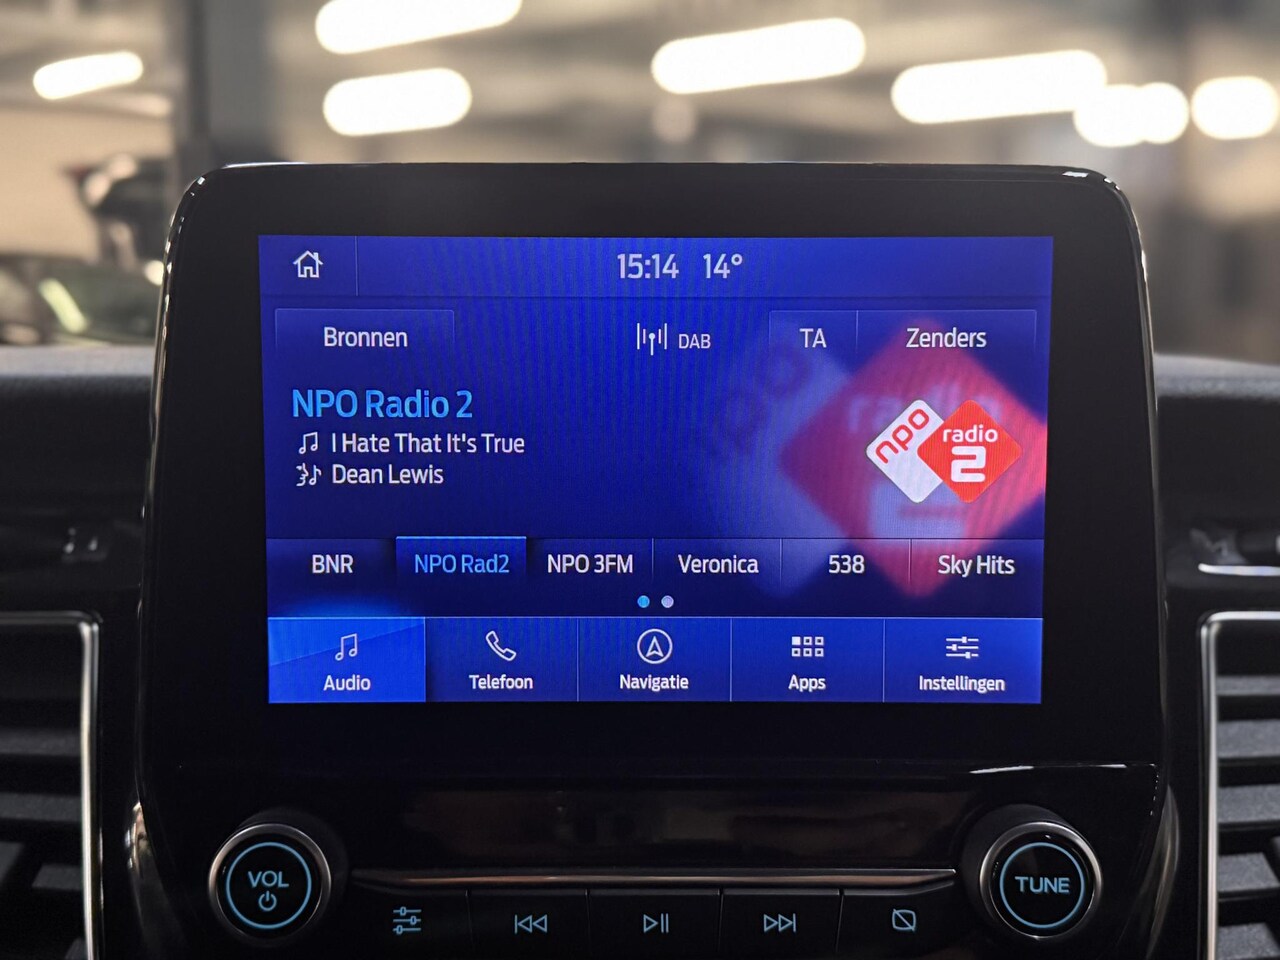 15:14 14°
Bronnen DAB TA Zenders
NPO Radio 2
I Hate That It's True
Dean Lewis
npo radio 2
BNR NPO Rad2 NPO 3FM Veronica 538 Sky Hits
Audio Telefoon Navigatie Apps Instellingen
VOL TUNE